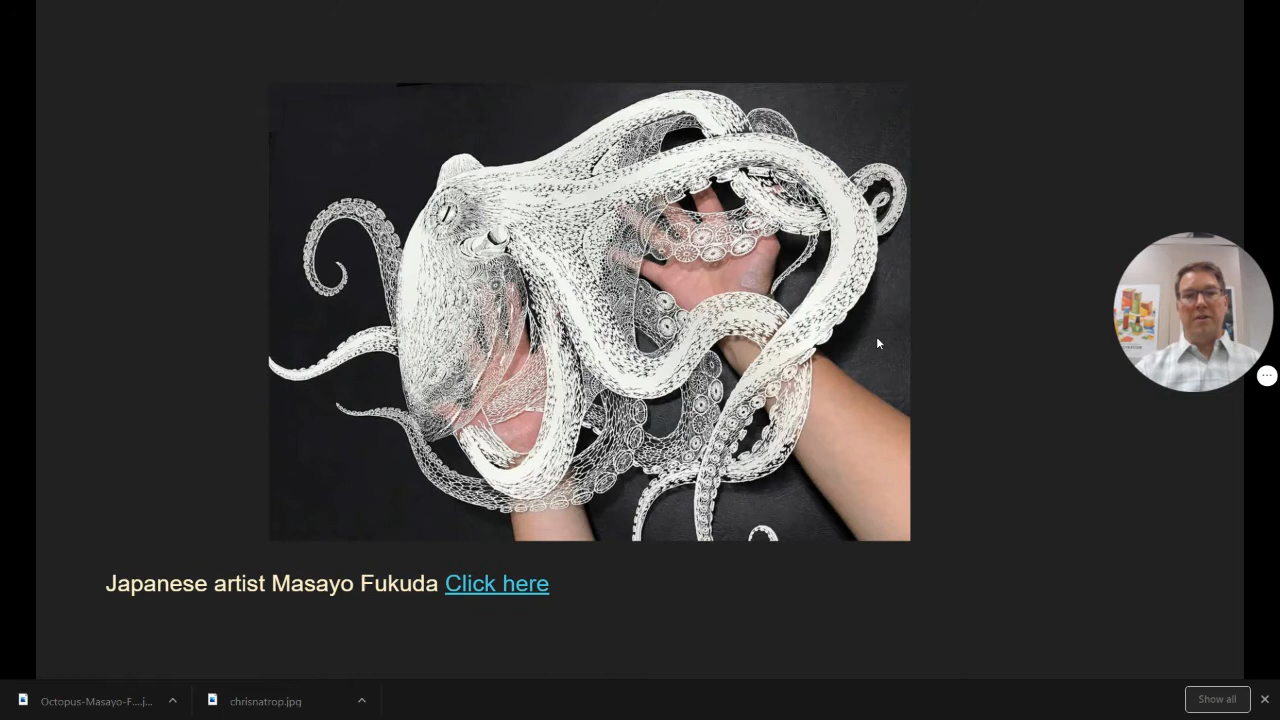 Japanese artist Masayo Fukuda Click here
Octopus-Masayo-F....j...
chrisnatrop.jpg
Show all